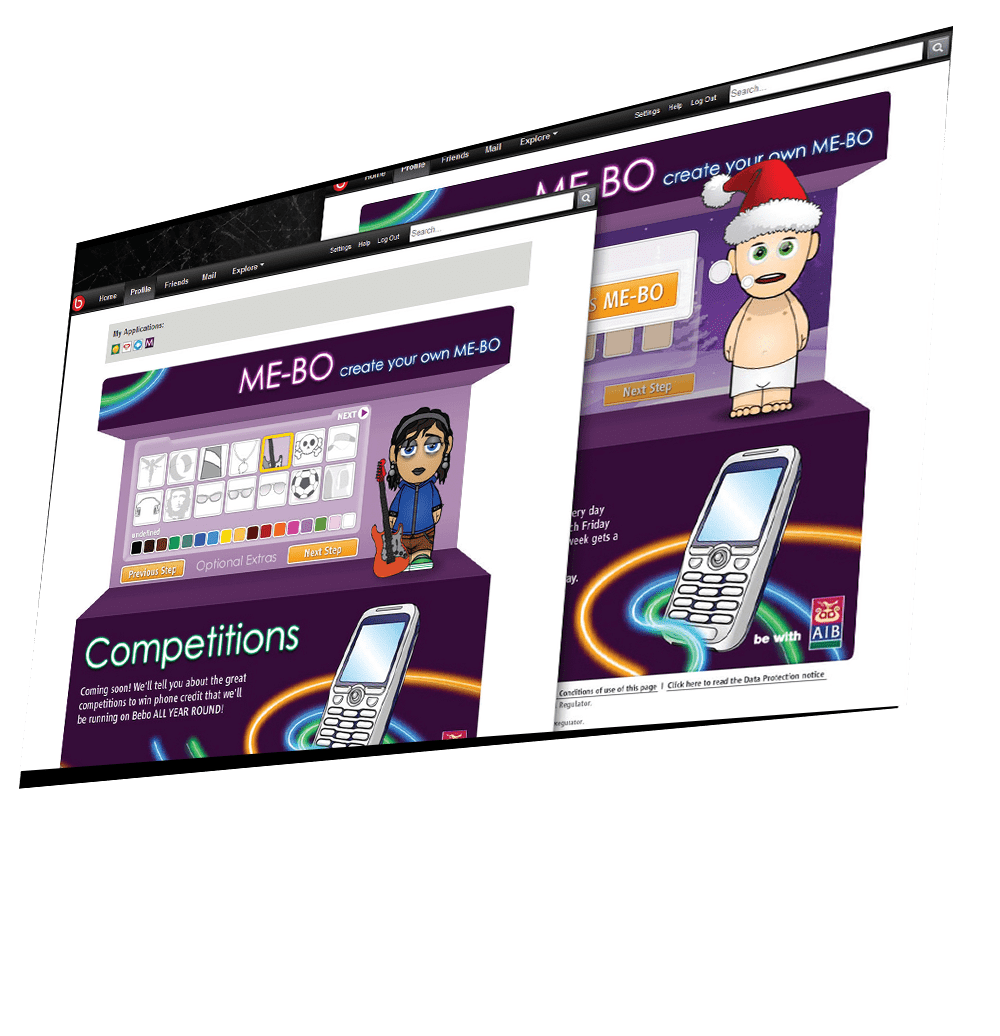 Settings Help Log Out Search...
Home Profile Friends Mail Explore
ME-BO create your own ME-BO
ME-BO
Next Step
day
Friday
week gets a
be with AIB
Conditions of use of this page | Click here to read the Data Protection notice
Regulator.
Regulator.
Settings Help Log Out Search...
b Home Profile Friends Mail Explore
My Applications:
M
ME-BO create your own ME-BO
NEXT
undefined
Previous Step Optional Extras Next Step
Competitions
Coming soon! We'll tell you about the great
competitions to win phone credit that we'll
be running on Bebo ALL YEAR ROUND!